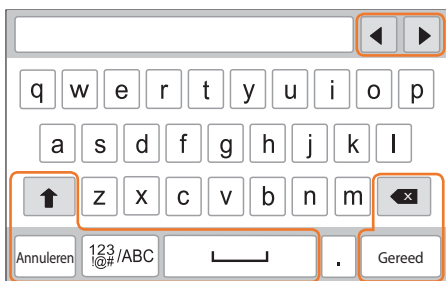 q w e r t y u i o p
a s d f g h j k l
z x c v b n m
Annuleren 123 !@# /ABC . Gereed